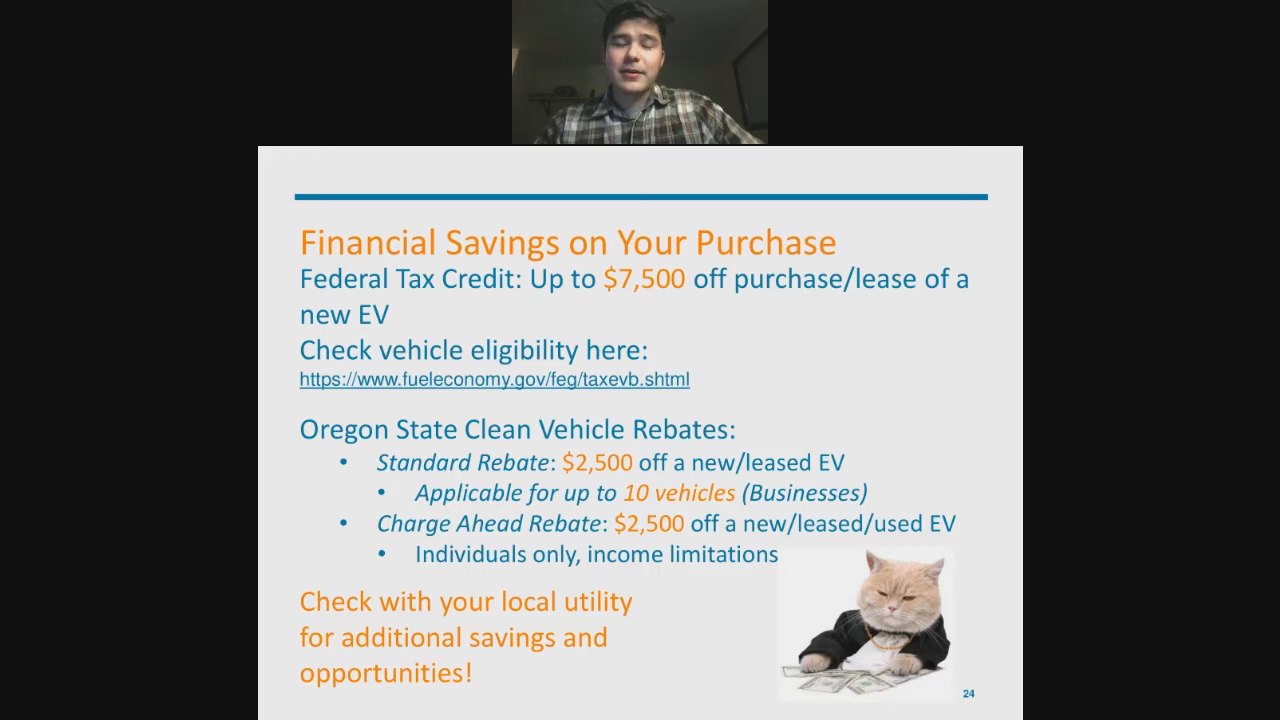 Financial Savings on Your Purchase
Federal Tax Credit: Up to $7,500 off purchase/lease of a
new EV
Check vehicle eligibility here:
https://www.fueleconomy.gov/feg/taxevb.shtml
Oregon State Clean Vehicle Rebates:
• Standard Rebate: $2,500 off a new/leased EV
• Applicable for up to 10 vehicles (Businesses)
• Charge Ahead Rebate: $2,500 off a new/leased/used EV
• Individuals only, income limitations
Check with your local utility
for additional savings and
opportunities!
24